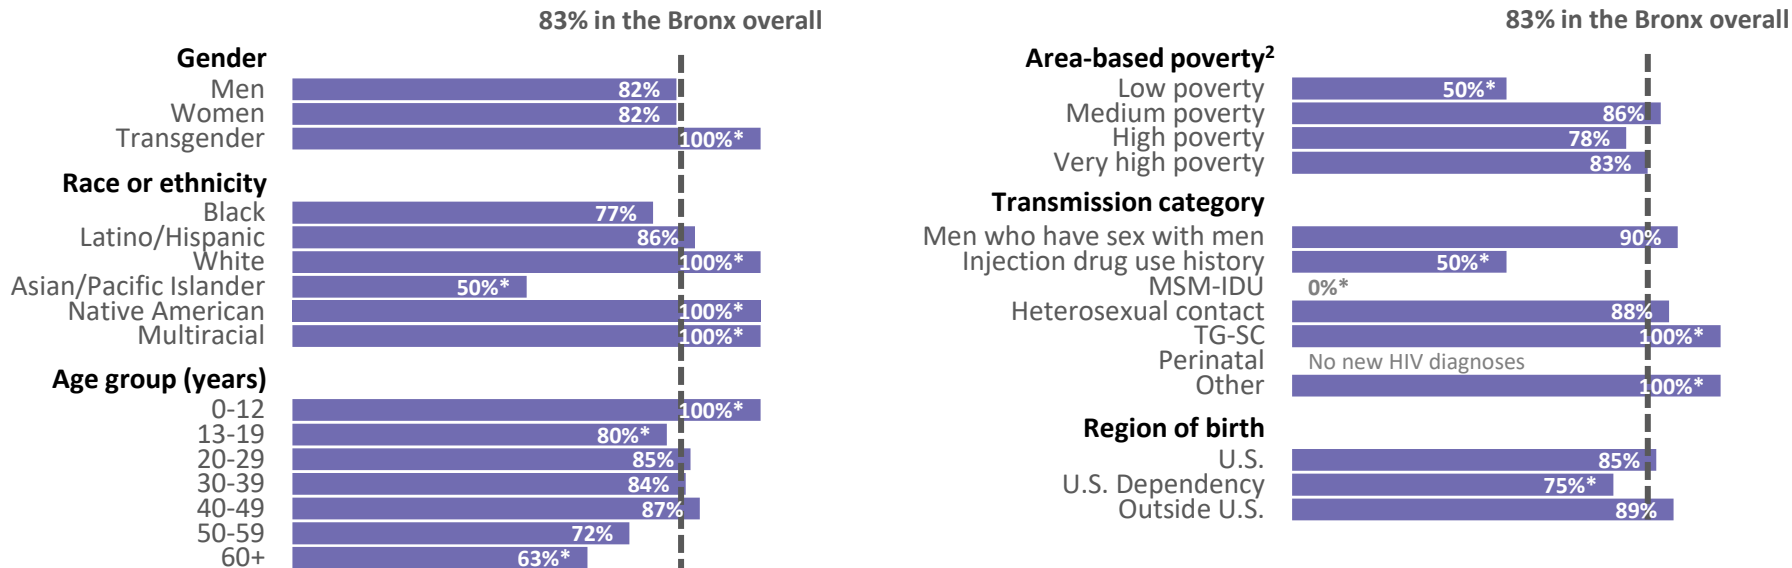 83% in the Bronx overall
Gender
Men 82%
Women 82%
Transgender 100%*
Race or ethnicity
Black 77%
Latino/Hispanic 86%
White 100%*
Asian/Pacific Islander 50%*
Native American 100%*
Multiracial 100%*
Age group (years)
0-12 100%*
13-19 80%*
20-29 85%
30-39 84%
40-49 87%
50-59 72%
60+ 63%*
83% in the Bronx overall
Area-based poverty²
Low poverty 50%*
Medium poverty 86%
High poverty 78%
Very high poverty 83%
Transmission category
Men who have sex with men 90%
Injection drug use history 50%*
MSM-IDU 0%*
Heterosexual contact 88%
TG-SC 100%*
Perinatal No new HIV diagnoses
Other 100%*
Region of birth
U.S. 85%
U.S. Dependency 75%*
Outside U.S. 89%